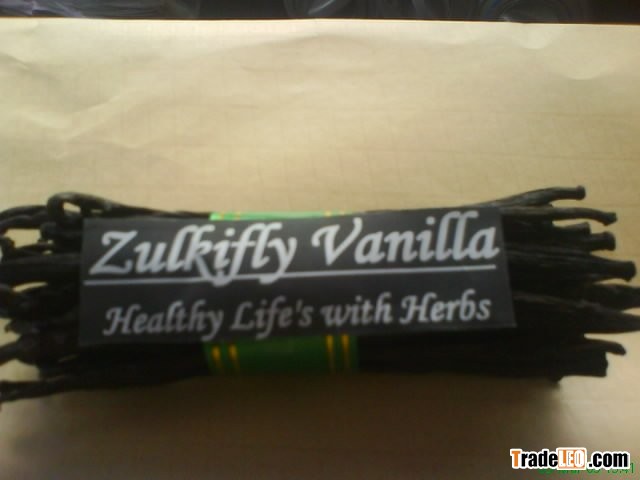 Zulkifly Vanilla
Healthy Life's with Herbs
TradeLEO.com